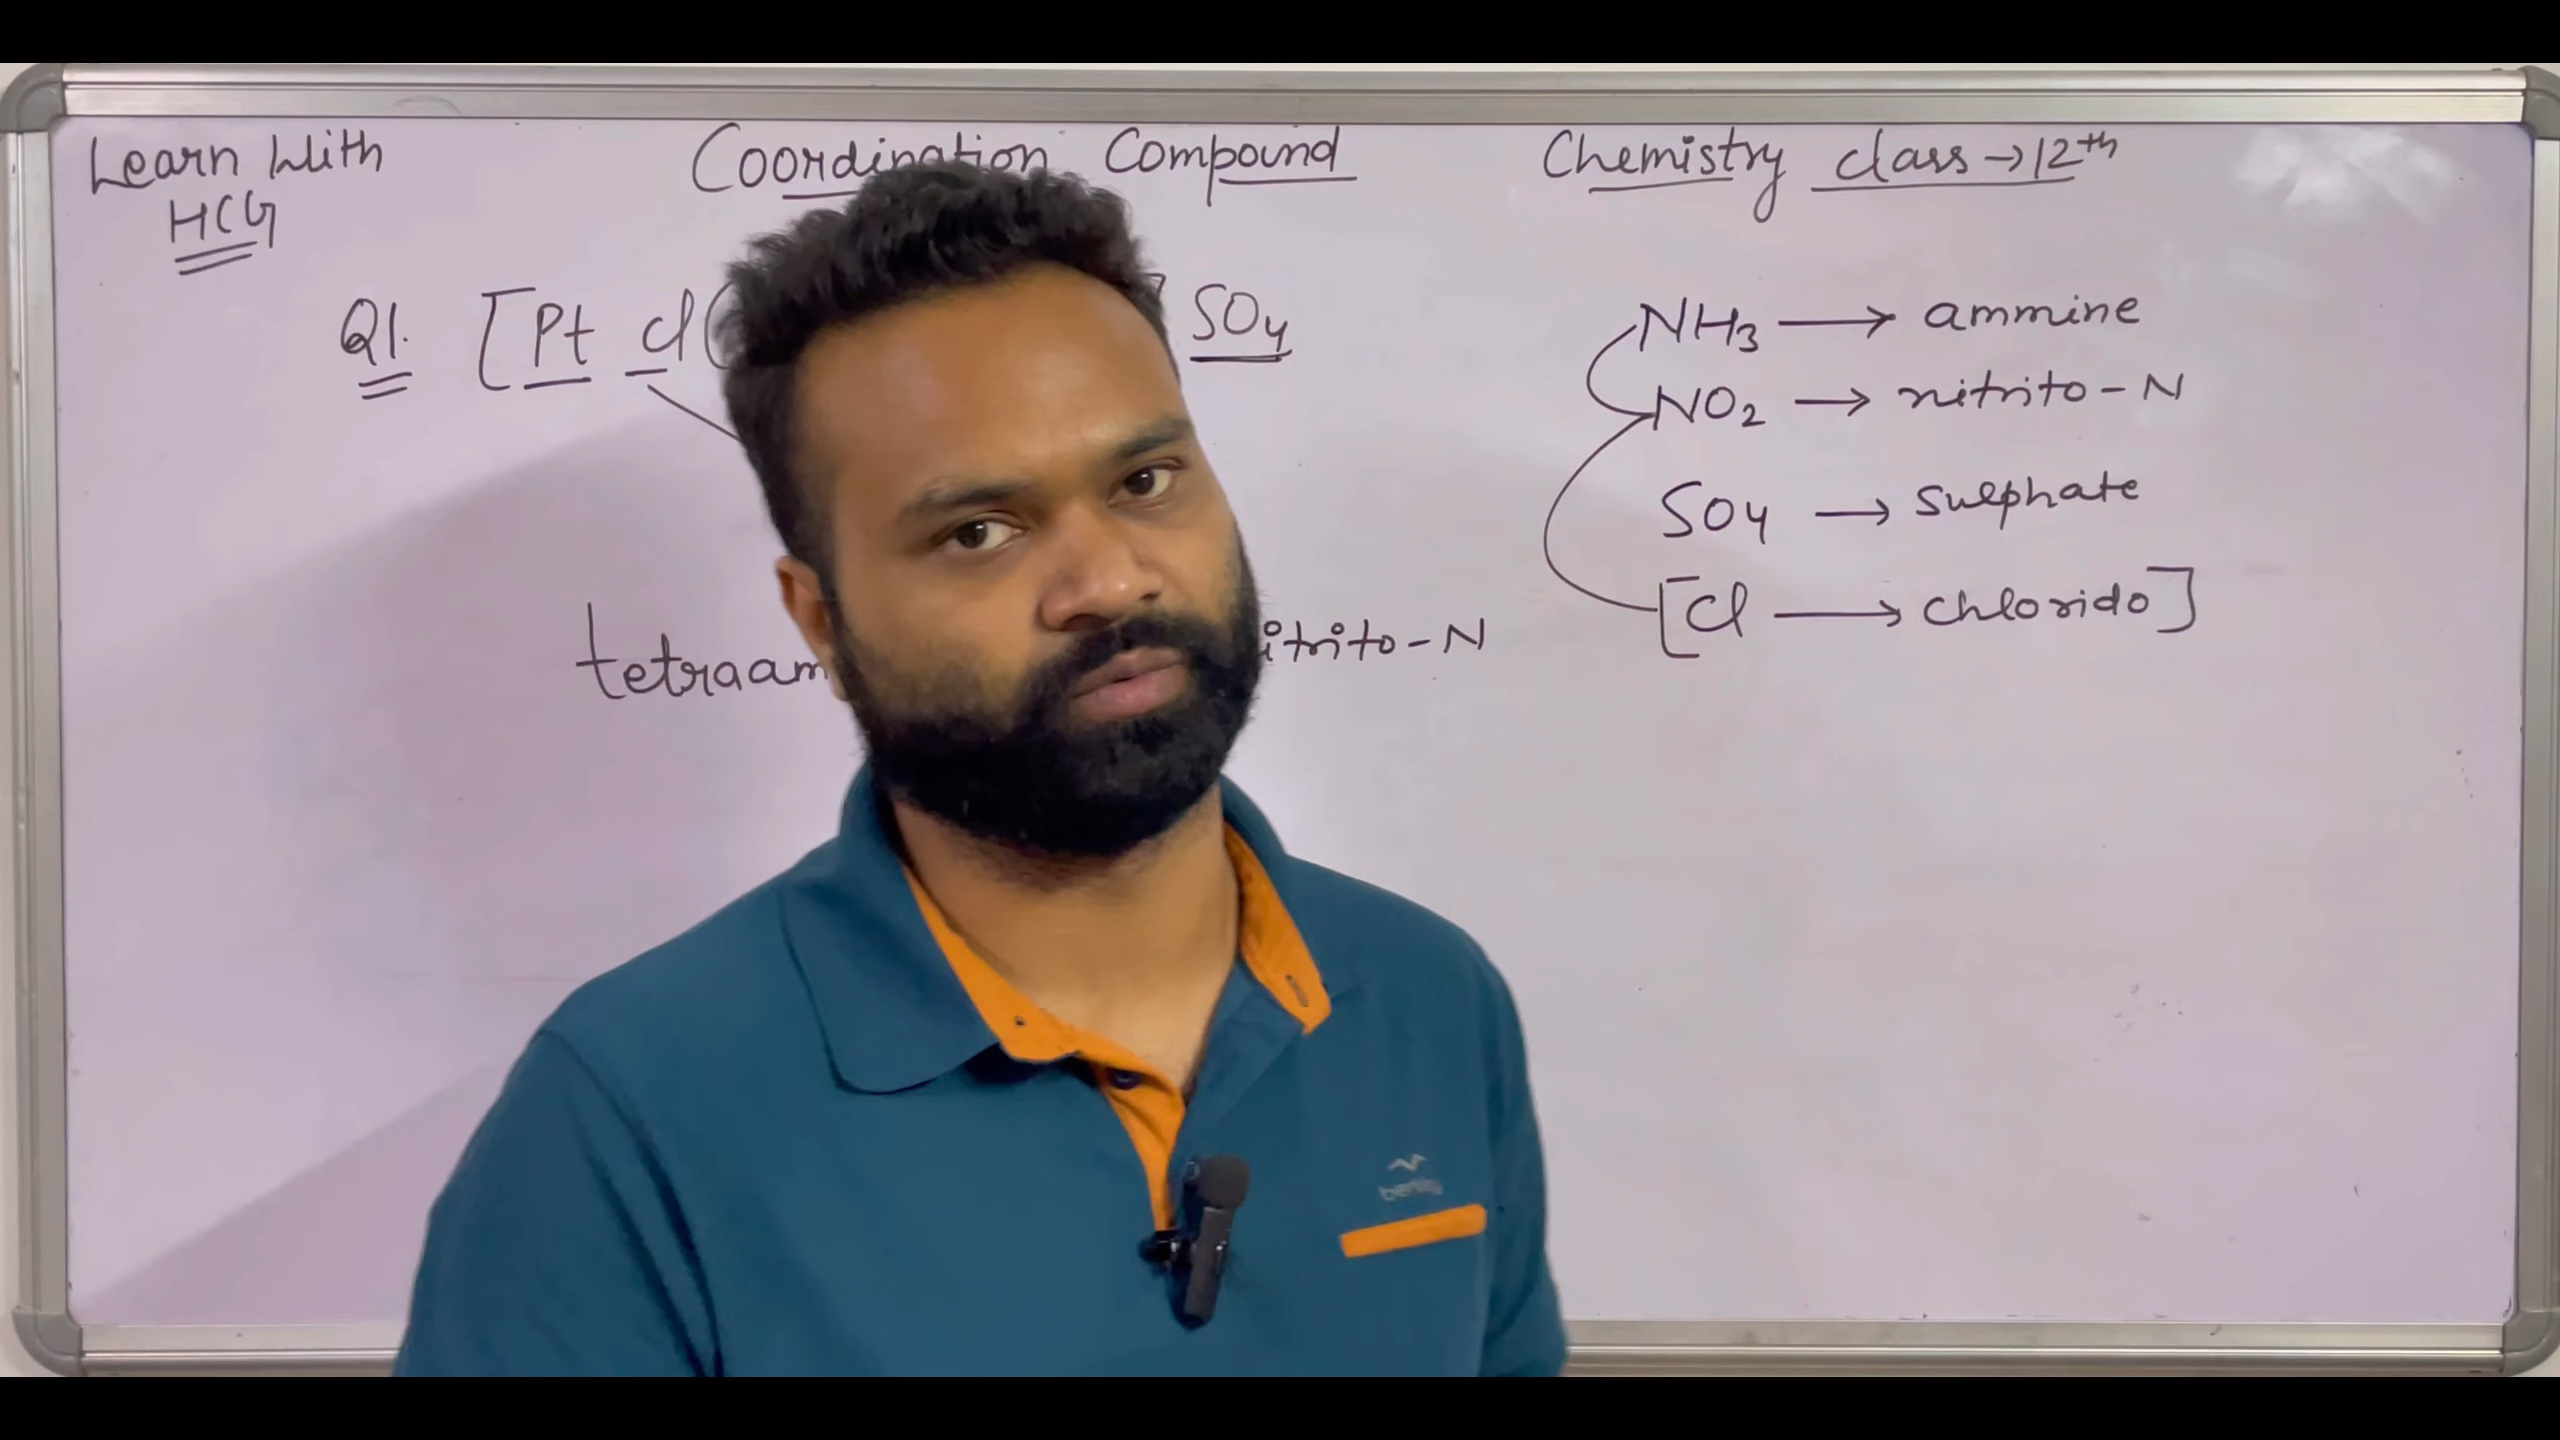 Learn With
HCG
Coordination Compound
Chemistry class → 12th
Q1. [Pt Cl( ] SO4
tetraam itrito-N
NH3 → ammine
NO2 → nitrito-N
SO4 → sulphate
[Cl → chlorido]